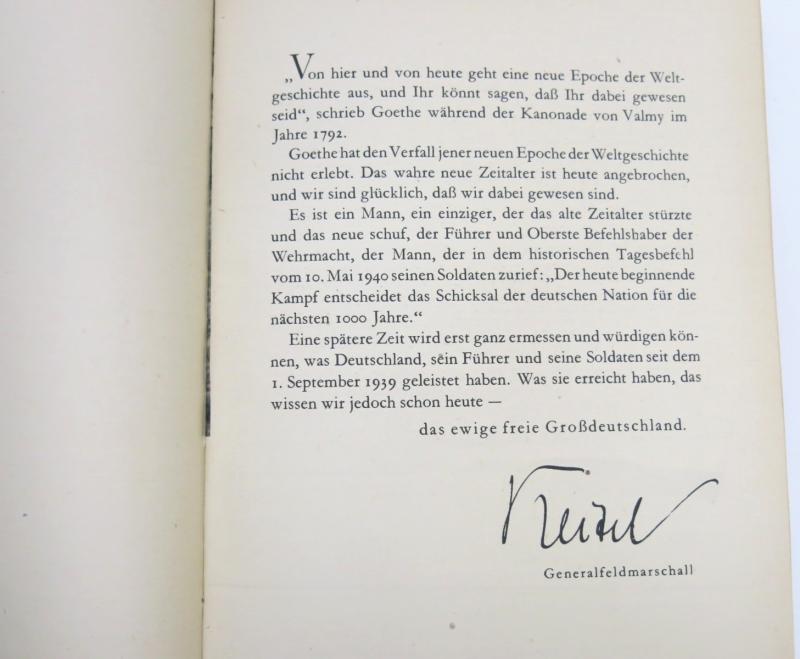 „Von hier und von heute geht eine neue Epoche der Welt-
geschichte aus, und Ihr könnt sagen, daß Ihr dabei gewesen
seid“, schrieb Goethe während der Kanonade von Valmy im
Jahre 1792.
Goethe hat den Verfall jener neuen Epoche der Weltgeschichte
nicht erlebt. Das wahre neue Zeitalter ist heute angebrochen,
und wir sind glücklich, daß wir dabei gewesen sind.
Es ist ein Mann, ein einziger, der das alte Zeitalter stürzte
und das neue schuf, der Führer und Oberste Befehlshaber der
Wehrmacht, der Mann, der in dem historischen Tagesbefehl
vom 10. Mai 1940 seinen Soldaten zurief: „Der heute beginnende
Kampf entscheidet das Schicksal der deutschen Nation für die
nächsten 1000 Jahre.“
Eine spätere Zeit wird erst ganz ermessen und würdigen kön-
nen, was Deutschland, sein Führer und seine Soldaten seit dem
1. September 1939 geleistet haben. Was sie erreicht haben, das
wissen wir jedoch schon heute —
das ewige freie Großdeutschland.
Keitel
Generalfeldmarschall